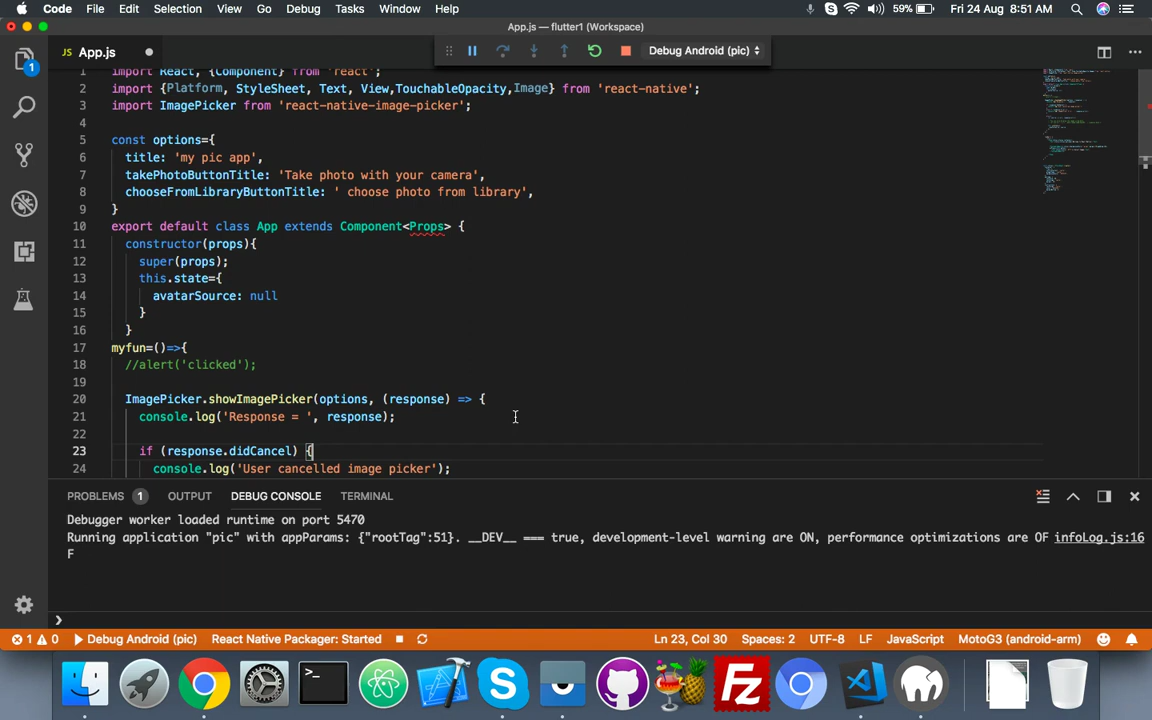 Code File Edit Selection View Go Debug Tasks Window Help 59% Fri 24 Aug 8:51 AM
App.js — flutter1 (Workspace)
JS App.js Debug Android (pic)
1 import React, {Component} from 'react';
2 import {Platform, StyleSheet, Text, View,TouchableOpacity,Image} from 'react-native';
3 import ImagePicker from 'react-native-image-picker';
4
5 const options={
6 title: 'my pic app',
7 takePhotoButtonTitle: 'Take photo with your camera',
8 chooseFromLibraryButtonTitle: ' choose photo from library',
9 }
10 export default class App extends Component<Props> {
11 constructor(props){
12 super(props);
13 this.state={
14 avatarSource: null
15 }
16 }
17 myfun=()=>{
18 //alert('clicked');
19
20 ImagePicker.showImagePicker(options, (response) => {
21 console.log('Response = ', response);
22
23 if (response.didCancel) {
24 console.log('User cancelled image picker');
1
PROBLEMS 1 OUTPUT DEBUG CONSOLE TERMINAL
Debugger worker loaded runtime on port 5470
Running application "pic" with appParams: {"rootTag":51}. __DEV__ === true, development-level warning are ON, performance optimizations are OF infoLog.js:16
F
1 0 Debug Android (pic) React Native Packager: Started Ln 23, Col 30 Spaces: 2 UTF-8 LF JavaScript MotoG3 (android-arm)